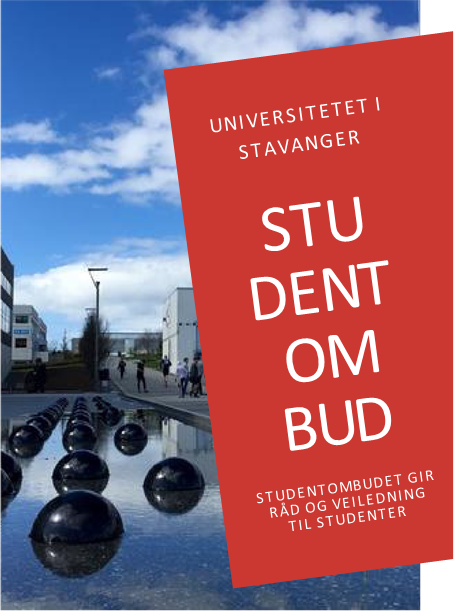 UNIVERSITETET I
STAVANGER
STU
DENT
OM
BUD
STUDENTOMBUDET GIR
RÅD OG VEILEDNING
TIL STUDENTER